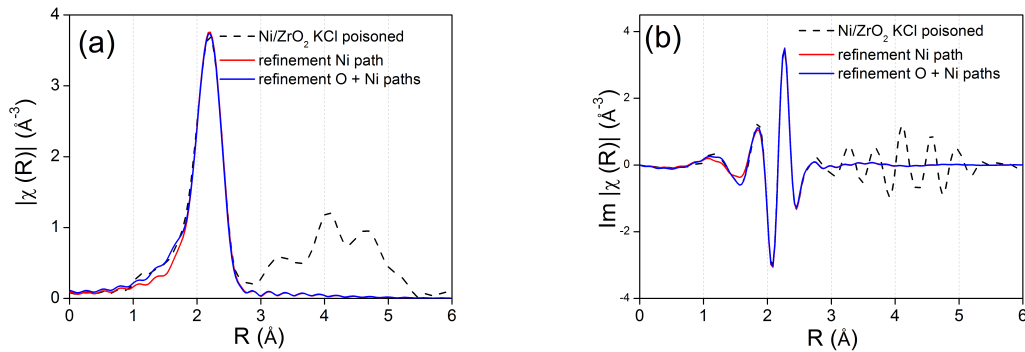 (a)
Ni/ZrO₂ KCl poisoned
refinement Ni path
refinement O + Ni paths
|χ (R)| (Å⁻³)
4
3
2
1
0
0 1 2 3 4 5 6
R (Å)
(b)
Ni/ZrO₂ KCl poisoned
refinement Ni path
refinement O + Ni paths
Im |χ (R)| (Å⁻³)
4
2
0
-2
-4
0 1 2 3 4 5 6
R (Å)